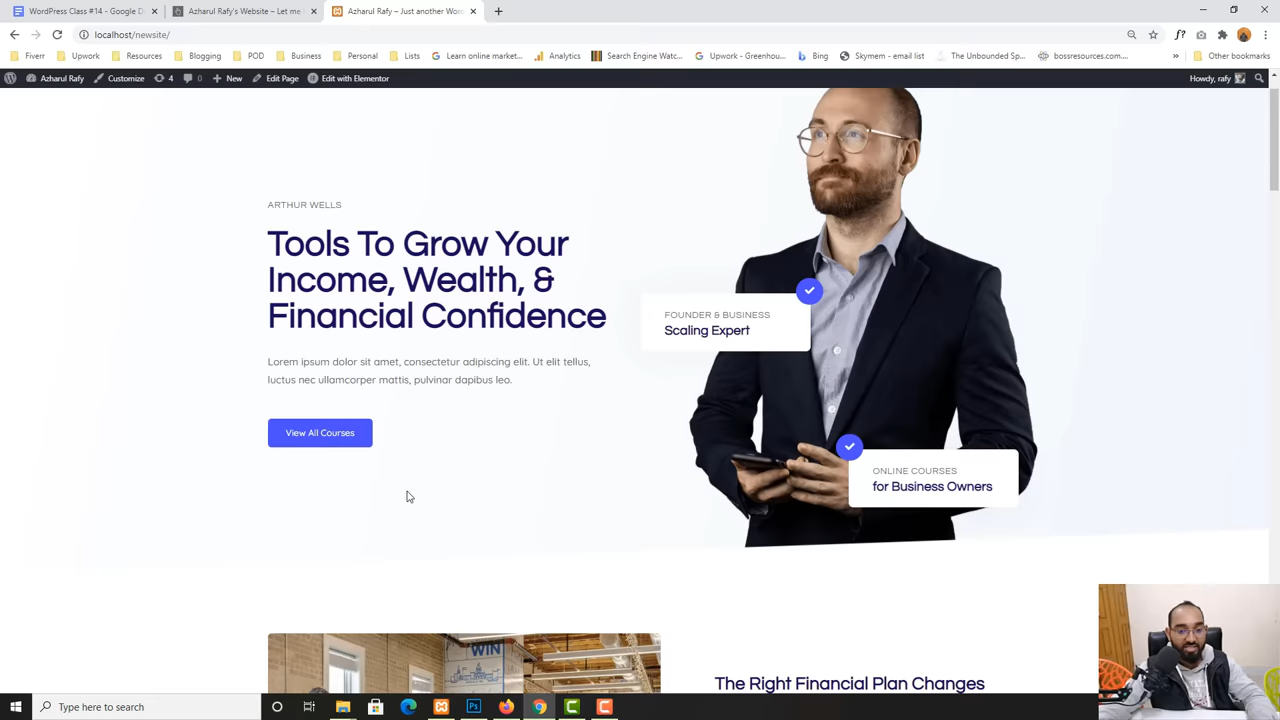 WordPress Class #14 - Google D
Azharul Rafy's Website – Let me
Azharul Rafy – Just another Wor
localhost/newsite/
Fiverr
Upwork
Resources
Blogging
POD
Business
Personal
Lists
Learn online market...
Analytics
Search Engine Watc...
Upwork - Greenhou...
Bing
Skymem - email list
The Unbounded Sp...
bossresources.com...
»
Other bookmarks
Azharul Rafy
Customize
4
0
New
Edit Page
Edit with Elementor
Howdy, rafy
ARTHUR WELLS
Tools To Grow Your
Income, Wealth, &
Financial Confidence
Lorem ipsum dolor sit amet, consectetur adipiscing elit. Ut elit tellus,
luctus nec ullamcorper mattis, pulvinar dapibus leo.
View All Courses
FOUNDER & BUSINESS
Scaling Expert
ONLINE COURSES
for Business Owners
WIN
The Right Financial Plan Changes
Type here to search